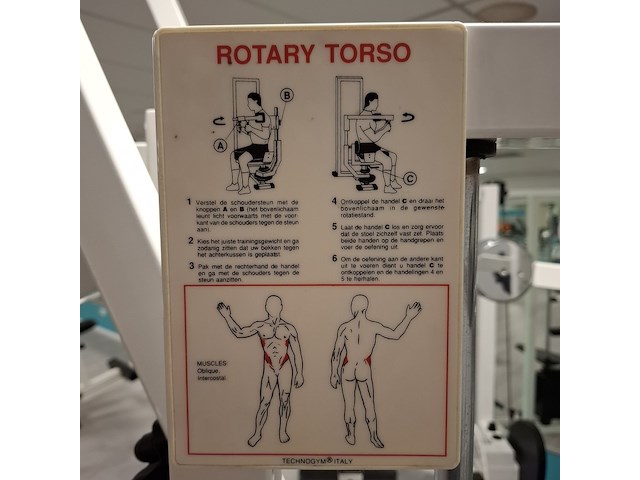 ROTARY TORSO
B
A
C
1 Verstel de schoudersteun met de
knoppen A en B (het bovenlichaam
leunt licht voorwaarts met de voor-
kant van de schouders tegen de steun
aan).
2 Kies het juiste trainingsgewicht en ga
zodanig zitten dat uw bekken tegen
het achterkussen is geplaatst.
3 Pak met de rechterhand de handel
en ga met de schouders tegen de
steun aanzitten.
4 Ontkoppel de handel C en draai het
bovenlichaam in de gewenste
rotatiestand.
5 Laat de handel C los en zorg ervoor
dat de stoel zichzelf vast zet. Plaats
beide handen op de handgrepen en
voer de oefening uit.
6 Om de oefening aan de andere kant
uit te voeren dient u handel C te
ontkoppelen en de handelingen 4 en
5 te herhalen.
MUSCLES:
Oblique,
intercostal.
TECHNOGYM ITALY